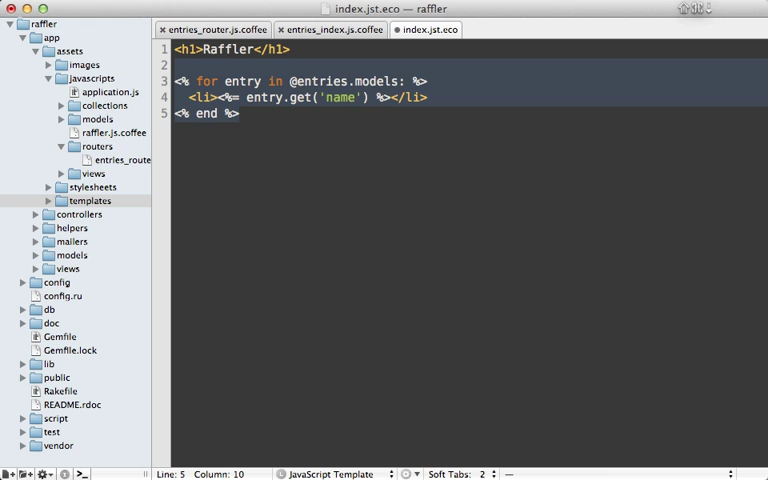 index.jst.eco — raffler
⇧⌘↓
raffler
app
assets
images
javascripts
application.js
collections
models
raffler.js.coffee
routers
entries_route
views
stylesheets
templates
controllers
helpers
mailers
models
views
config
config.ru
db
doc
Gemfile
Gemfile.lock
lib
public
Rakefile
README.rdoc
script
test
vendor
entries_router.js.coffee entries_index.js.coffee index.jst.eco
1 <h1>Raffler</h1>
2
3 <% for entry in @entries.models: %>
4 <li><%= entry.get('name') %></li>
5 <% end %>
Line: 5 Column: 10 JavaScript Template Soft Tabs: 2 —